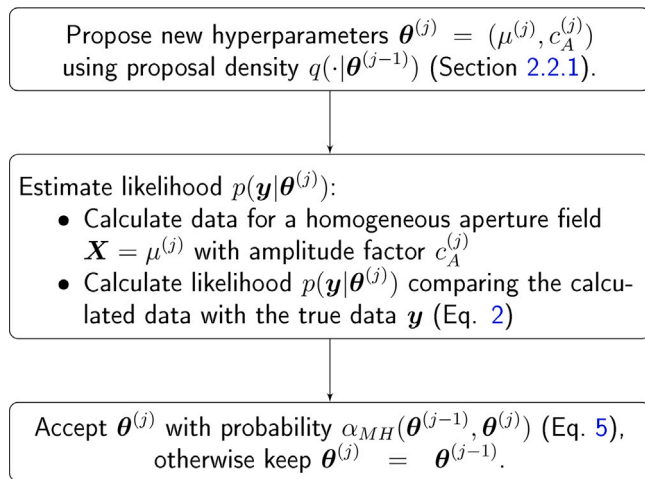 Propose new hyperparameters θ^(j) = (μ^(j), c_A^(j))
using proposal density q(·|θ^(j−1)) (Section 2.2.1).
Estimate likelihood p(y|θ^(j)):
• Calculate data for a homogeneous aperture field
X = μ^(j) with amplitude factor c_A^(j)
• Calculate likelihood p(y|θ^(j)) comparing the calcu-
lated data with the true data y (Eq. 2)
Accept θ^(j) with probability α_MH(θ^(j−1), θ^(j)) (Eq. 5),
otherwise keep θ^(j) = θ^(j−1).